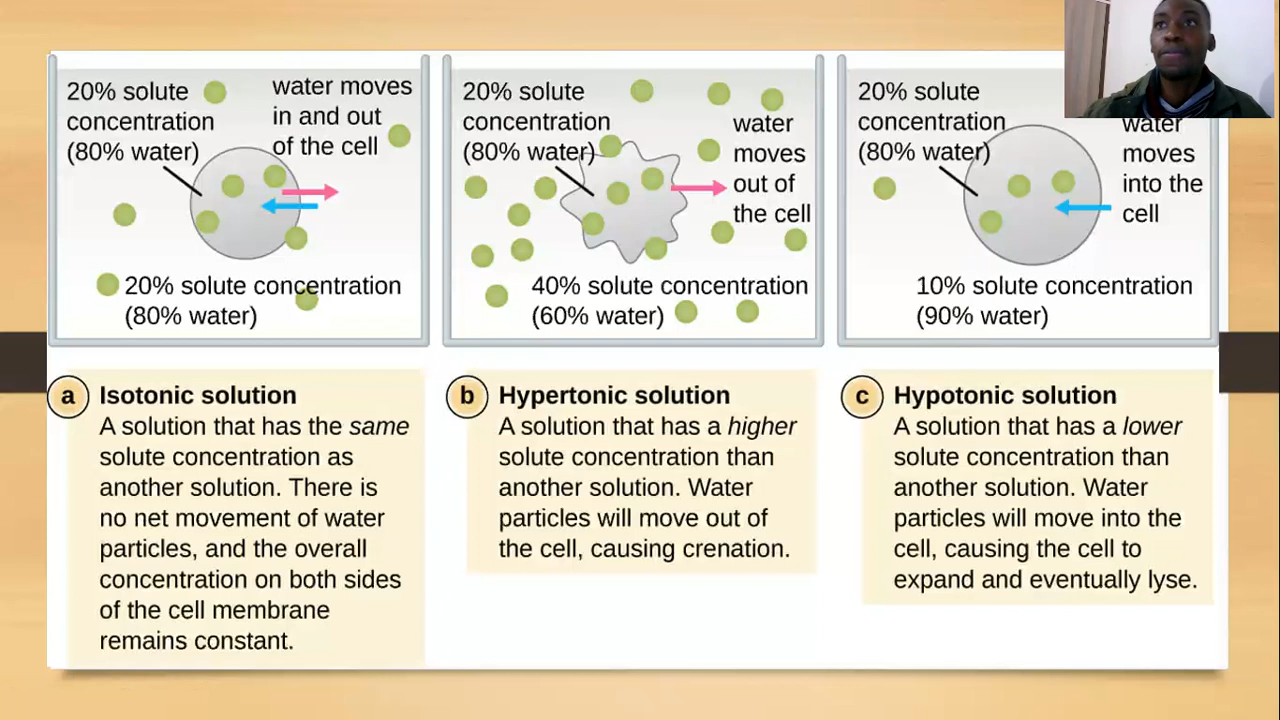 20% solute
concentration
(80% water)
water moves
in and out
of the cell
20% solute concentration
(80% water)
20% solute
concentration
(80% water)
water
moves
out of
the cell
40% solute concentration
(60% water)
20% solute
concentration
(80% water)
water
moves
into the
cell
10% solute concentration
(90% water)
a
Isotonic solution
A solution that has the same
solute concentration as
another solution. There is
no net movement of water
particles, and the overall
concentration on both sides
of the cell membrane
remains constant.
b
Hypertonic solution
A solution that has a higher
solute concentration than
another solution. Water
particles will move out of
the cell, causing crenation.
c
Hypotonic solution
A solution that has a lower
solute concentration than
another solution. Water
particles will move into the
cell, causing the cell to
expand and eventually lyse.